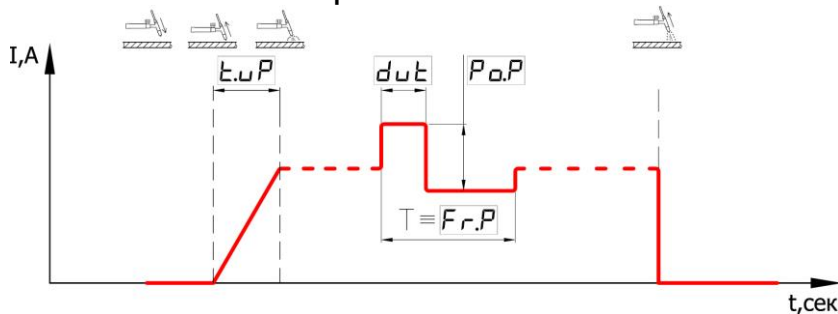 I,A
t.uP
dut
Po.P
T ≡ Fr.P
t,сек